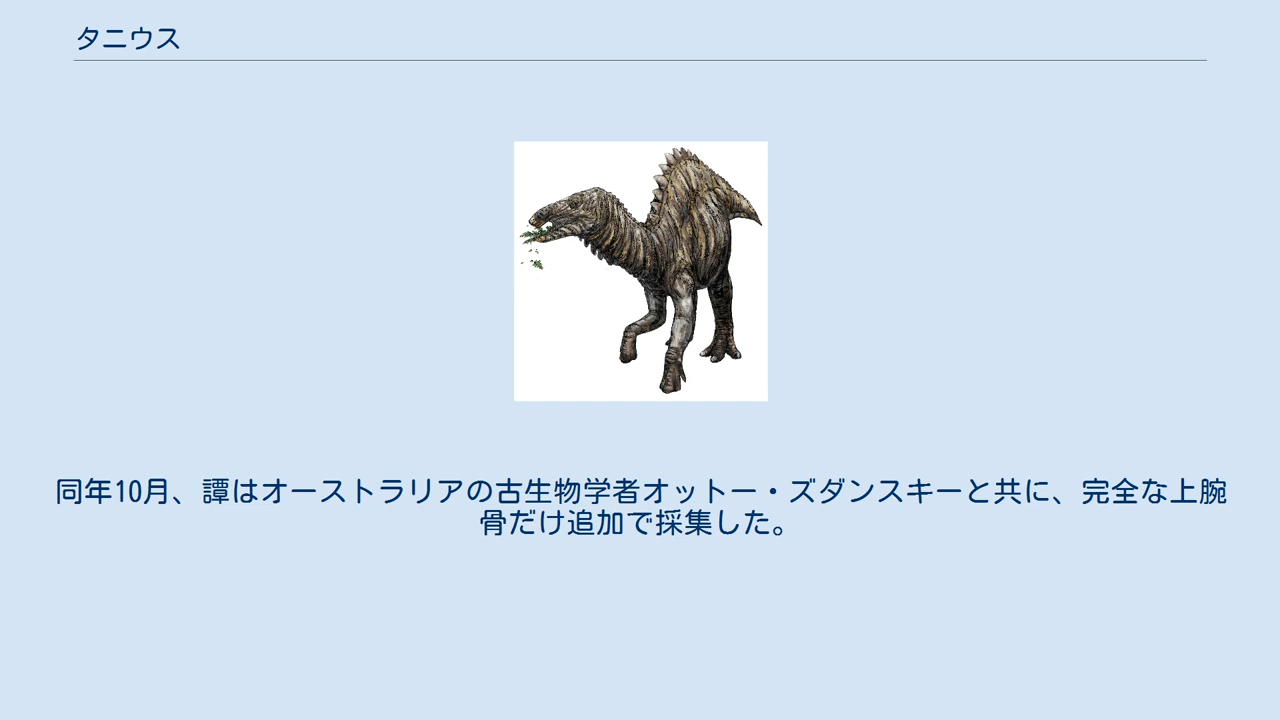 タニウス
同年10月、譚はオーストラリアの古生物学者オットー・ズダンスキーと共に、完全な上腕
骨だけ追加で採集した。